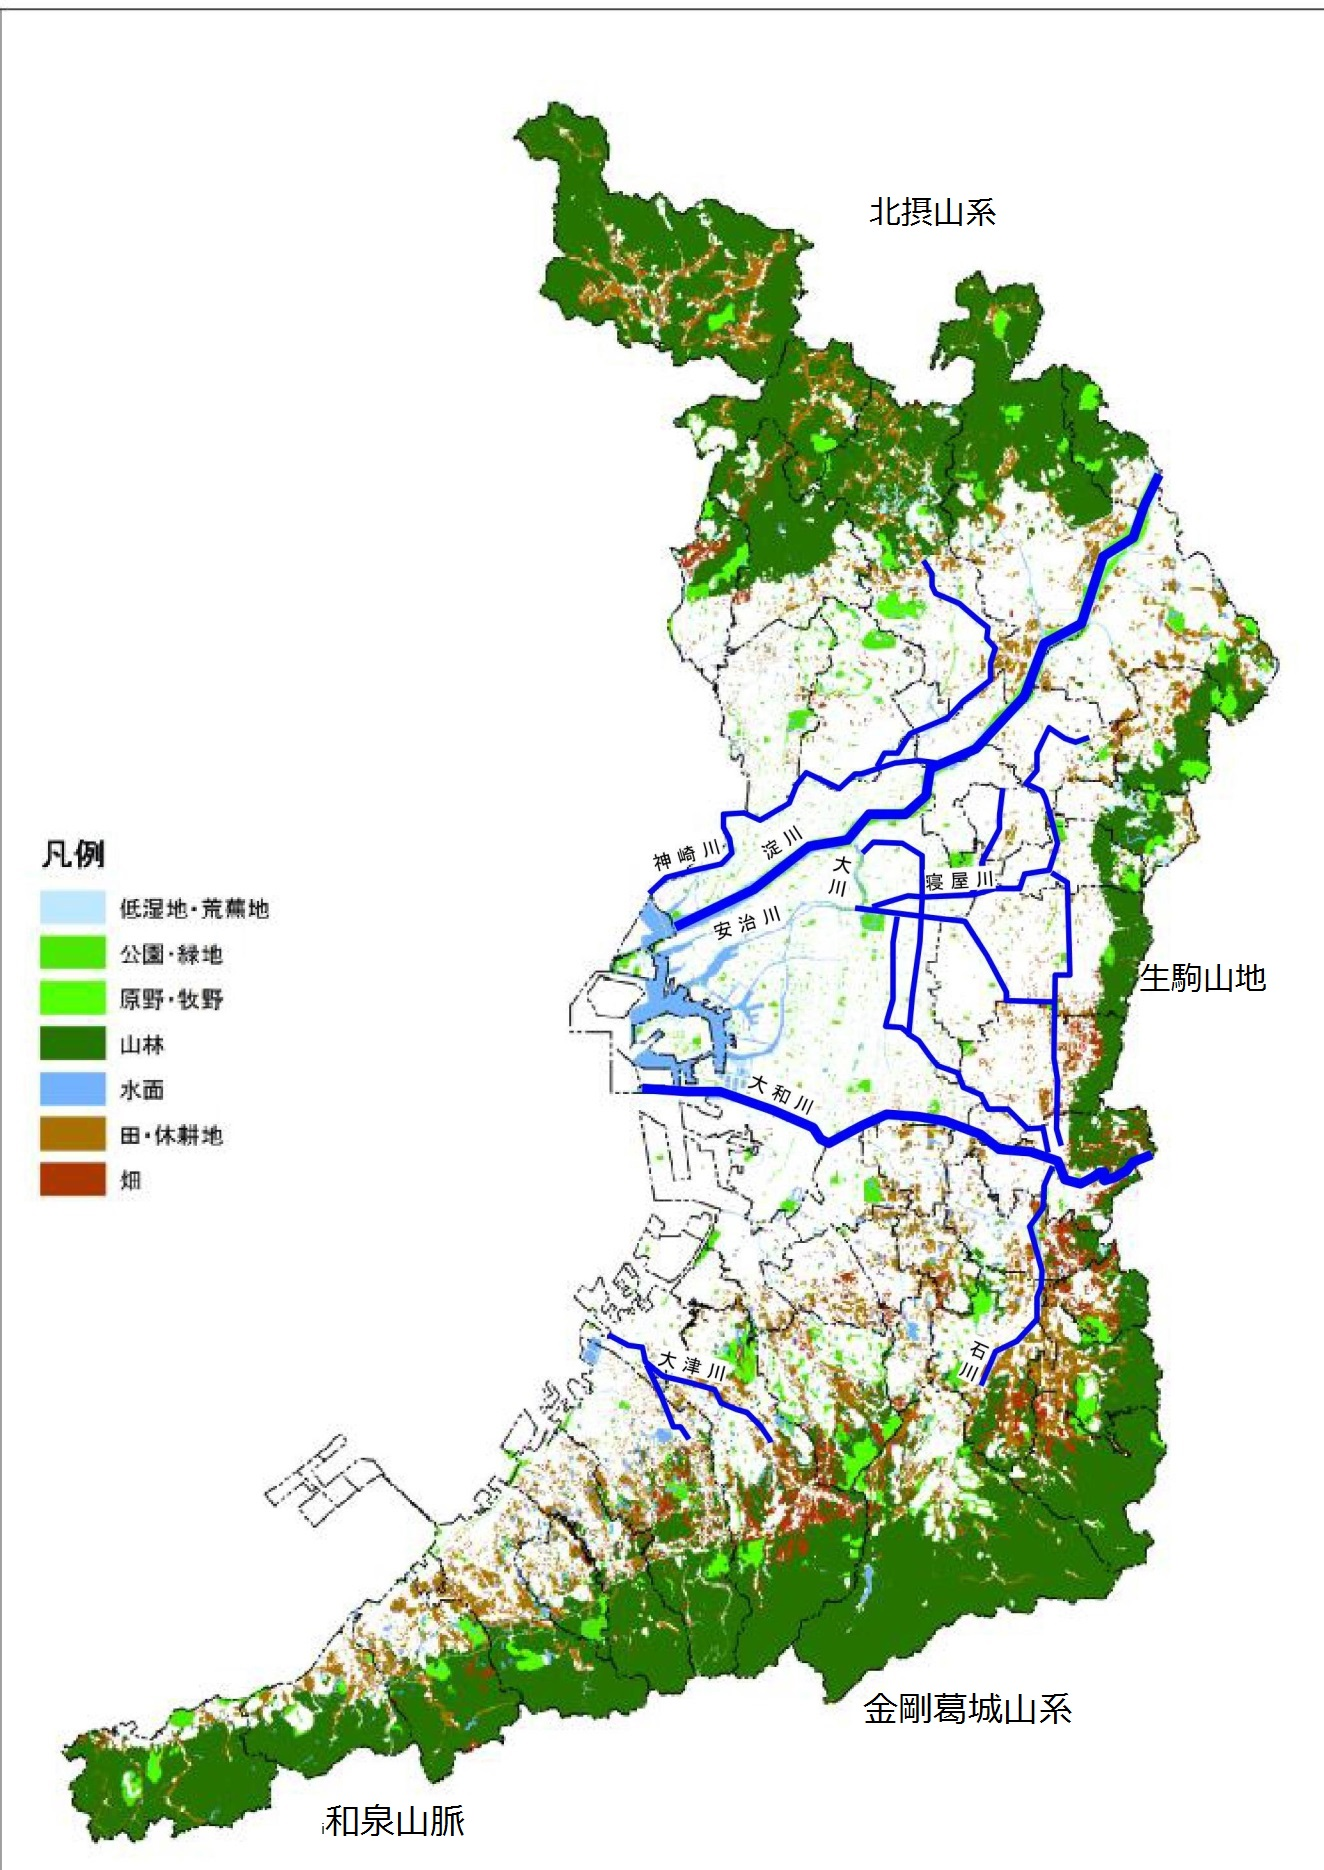 北摂山系
神崎川
淀川
大川
寝屋川
安治川
凡例
低湿地・荒蕪地
公園・緑地
原野・牧野
山林
水面
田・休耕地
畑
生駒山地
大和川
石川
大津川
金剛葛城山系
和泉山脈